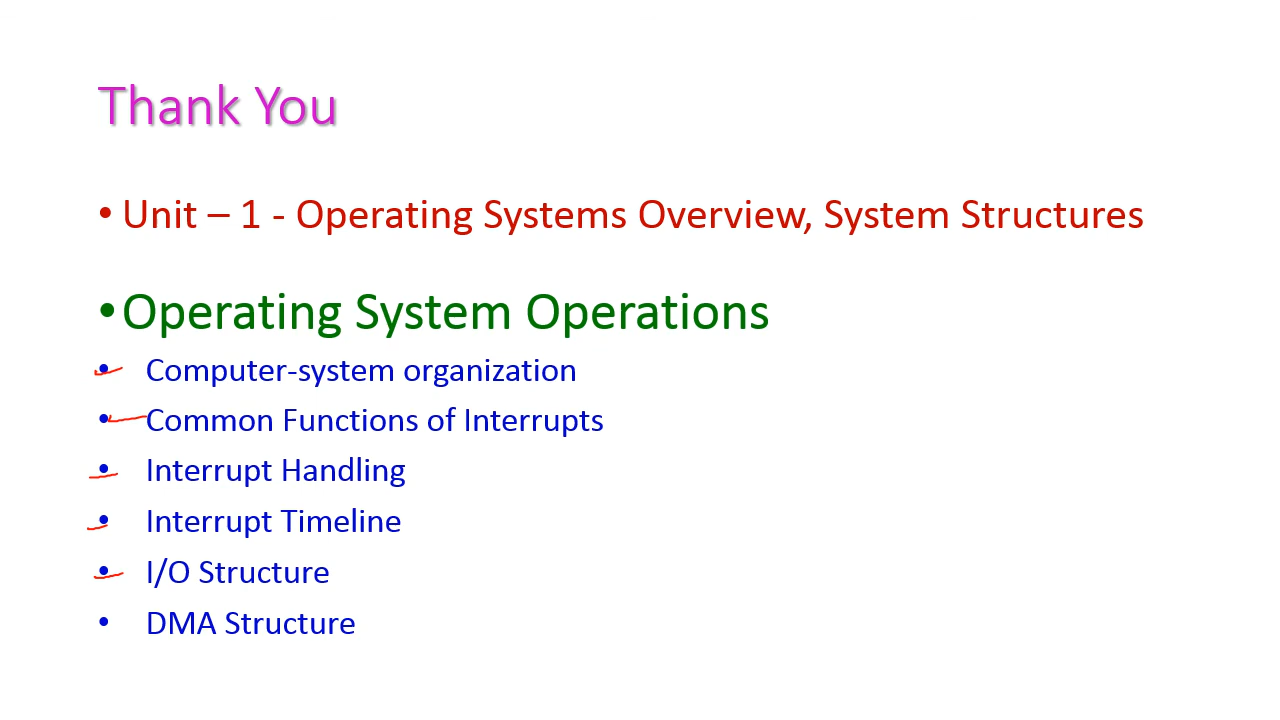 Thank You
• Unit – 1 - Operating Systems Overview, System Structures
• Operating System Operations
• Computer-system organization
• Common Functions of Interrupts
• Interrupt Handling
• Interrupt Timeline
• I/O Structure
• DMA Structure